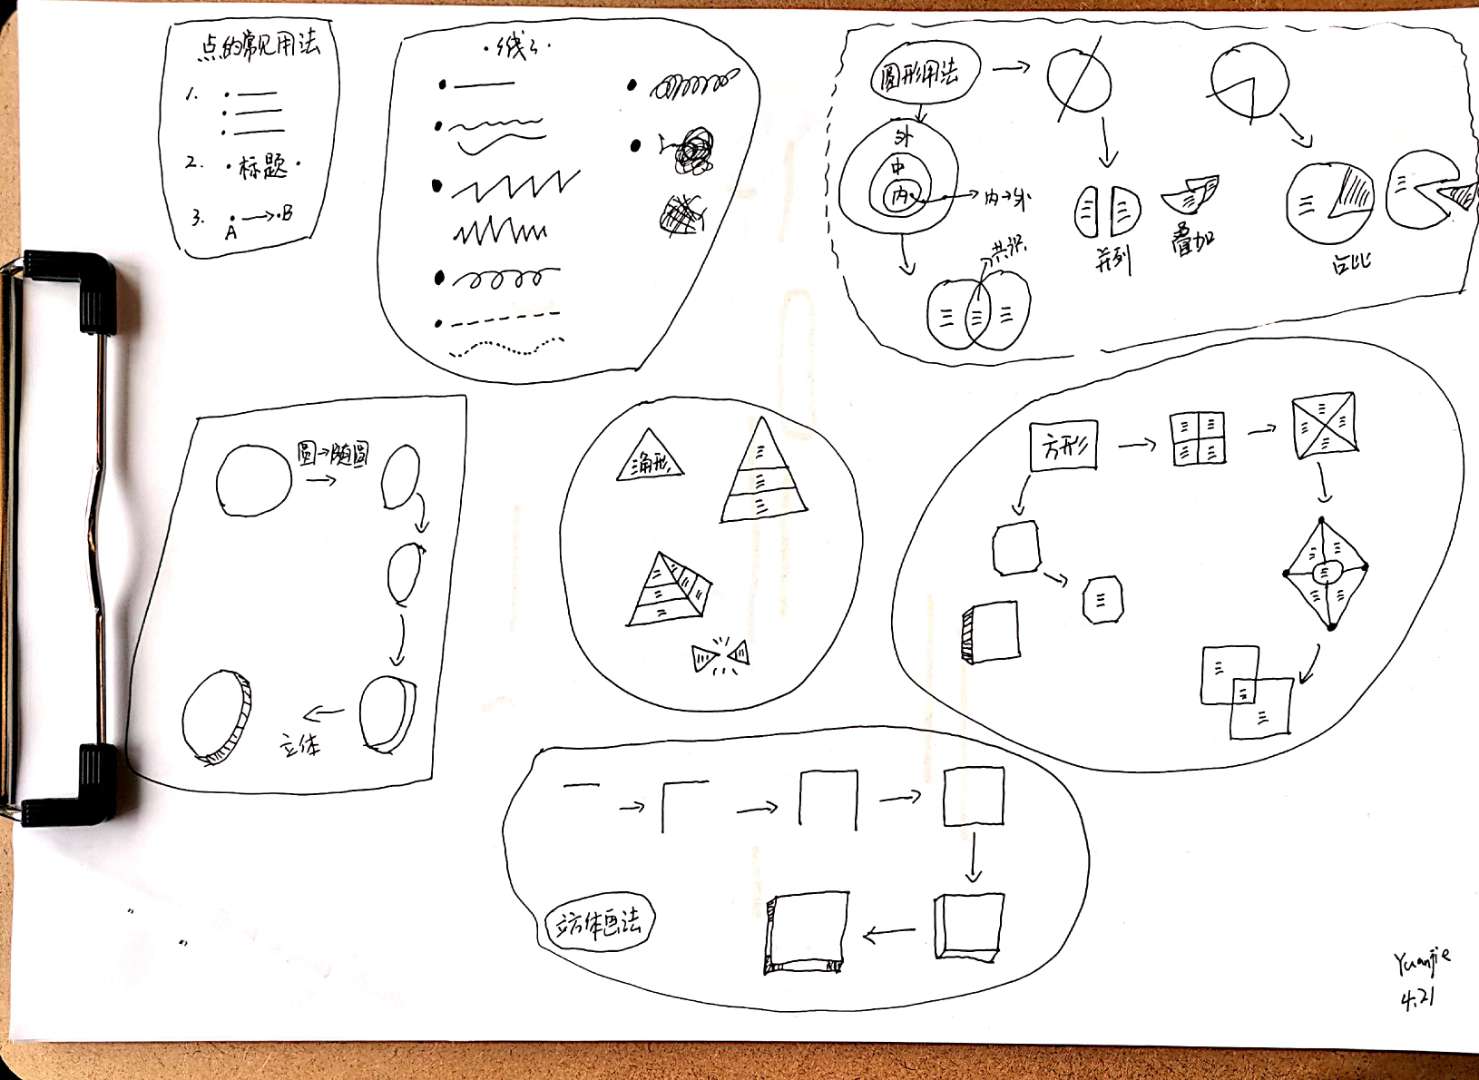 点的常见用法
1.
2. ·标题·
3.
A
·B
·线·
圆形用法
外
中
内
内→外
共识
并列
叠加
占比
圆→随圆
立体
三角形
方形
立方体画法
Yuanjie
4.21